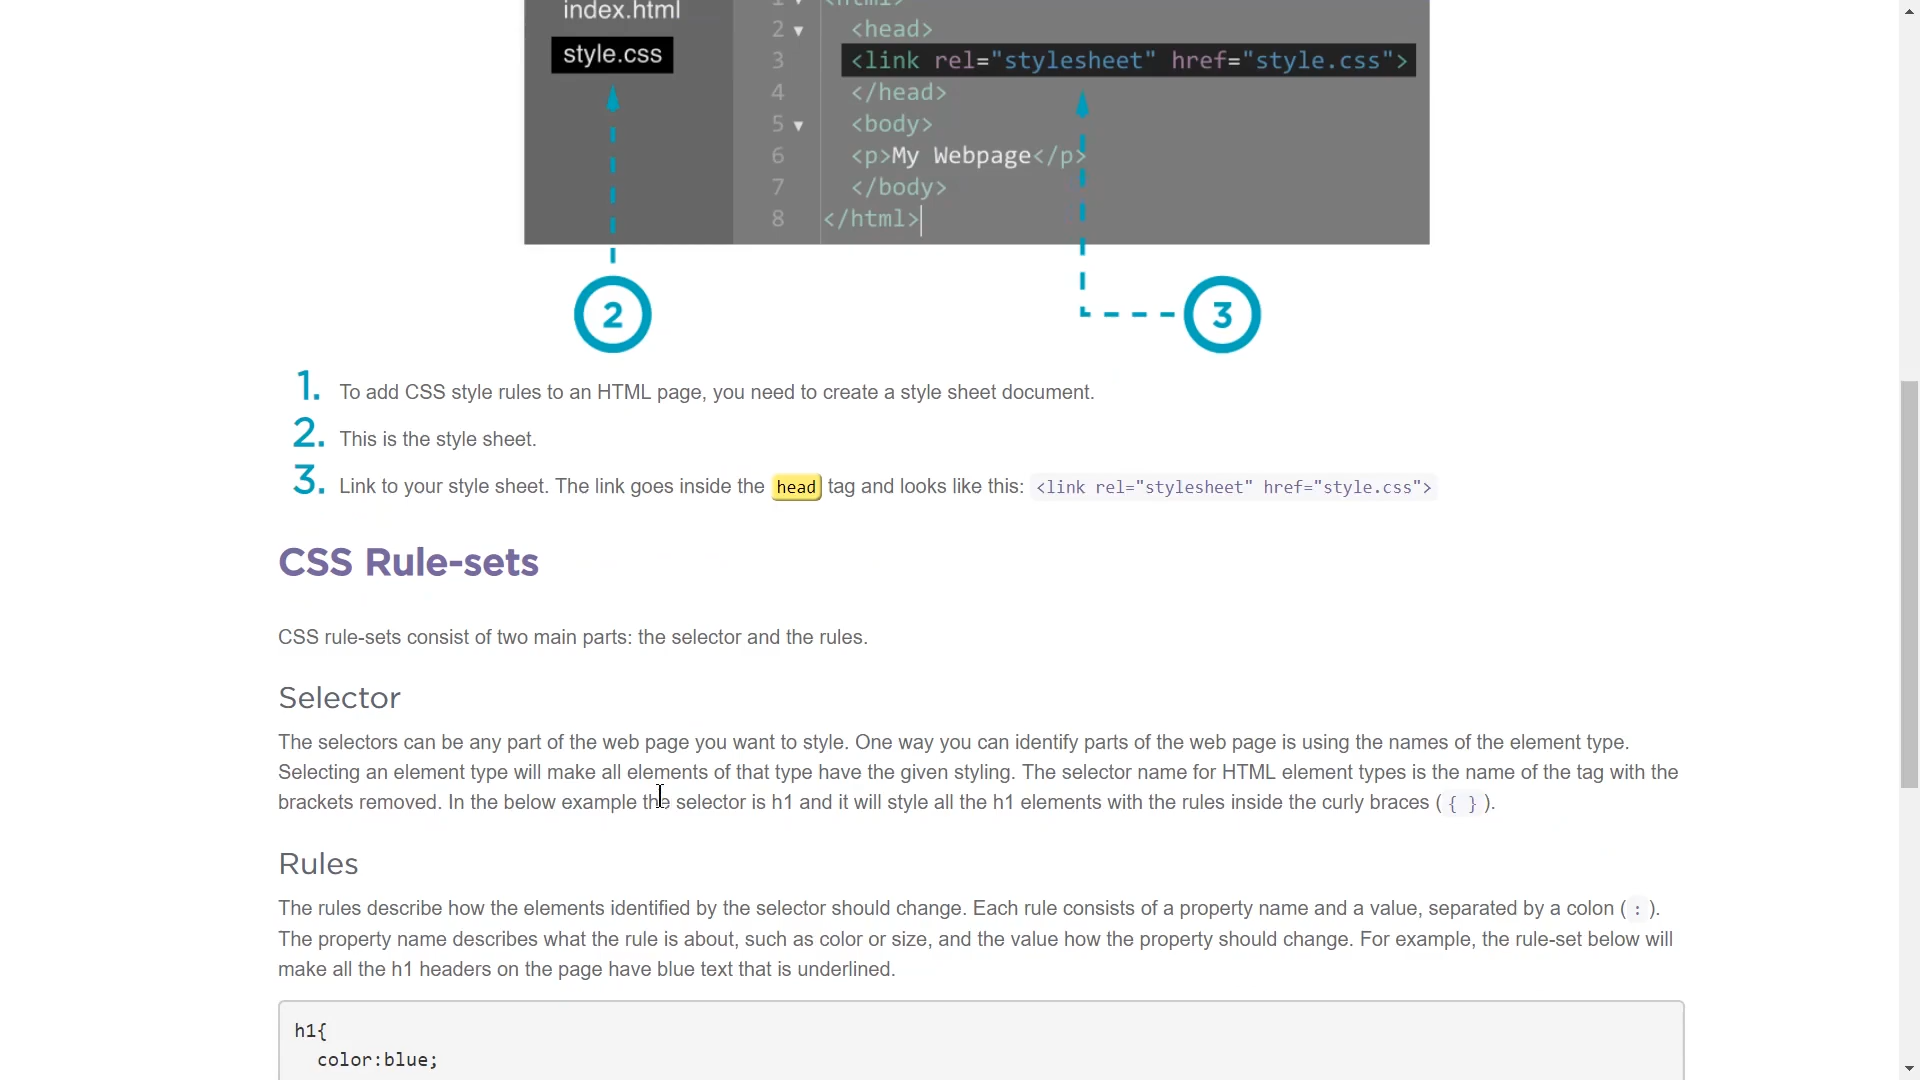 index.html
style.css
1 ▼ <html>
2 ▼ <head>
3 <link rel="stylesheet" href="style.css">
4 </head>
5 ▼ <body>
6 <p>My Webpage</p>
7 </body>
8 </html>
2
3
1. To add CSS style rules to an HTML page, you need to create a style sheet document.
2. This is the style sheet.
3. Link to your style sheet. The link goes inside the head tag and looks like this: <link rel="stylesheet" href="style.css">
CSS Rule-sets
CSS rule-sets consist of two main parts: the selector and the rules.
Selector
The selectors can be any part of the web page you want to style. One way you can identify parts of the web page is using the names of the element type.
Selecting an element type will make all elements of that type have the given styling. The selector name for HTML element types is the name of the tag with the
brackets removed. In the below example the selector is h1 and it will style all the h1 elements with the rules inside the curly braces ( { } ).
Rules
The rules describe how the elements identified by the selector should change. Each rule consists of a property name and a value, separated by a colon ( : ).
The property name describes what the rule is about, such as color or size, and the value how the property should change. For example, the rule-set below will
make all the h1 headers on the page have blue text that is underlined.
h1{
color:blue;